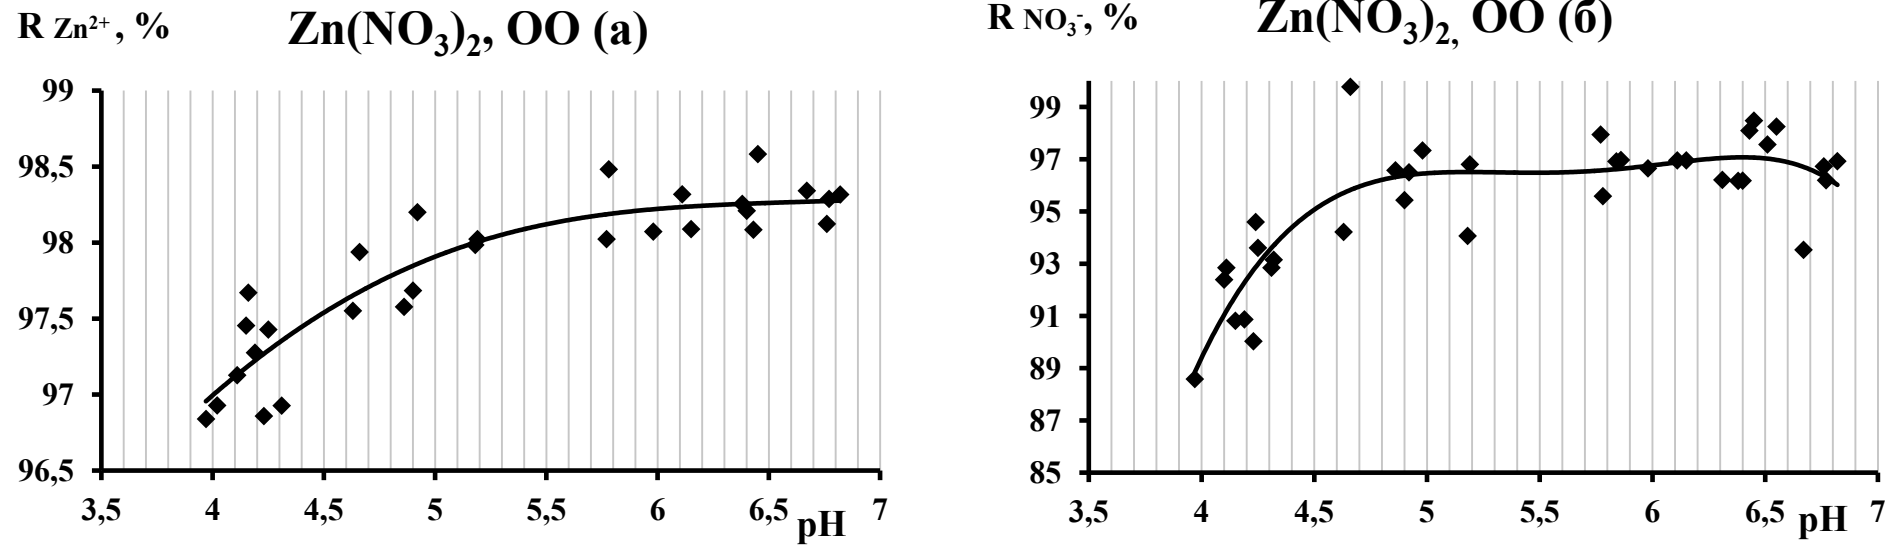 R Zn²⁺, %
Zn(NO₃)₂, OO (a)
99
98,5
98
97,5
97
96,5
3,5 4 4,5 5 5,5 6 6,5 7
pH
R NO₃⁻, %
Zn(NO₃)₂, OO (б)
99
97
95
93
91
89
87
85
3,5 4 4,5 5 5,5 6 6,5 7
pH